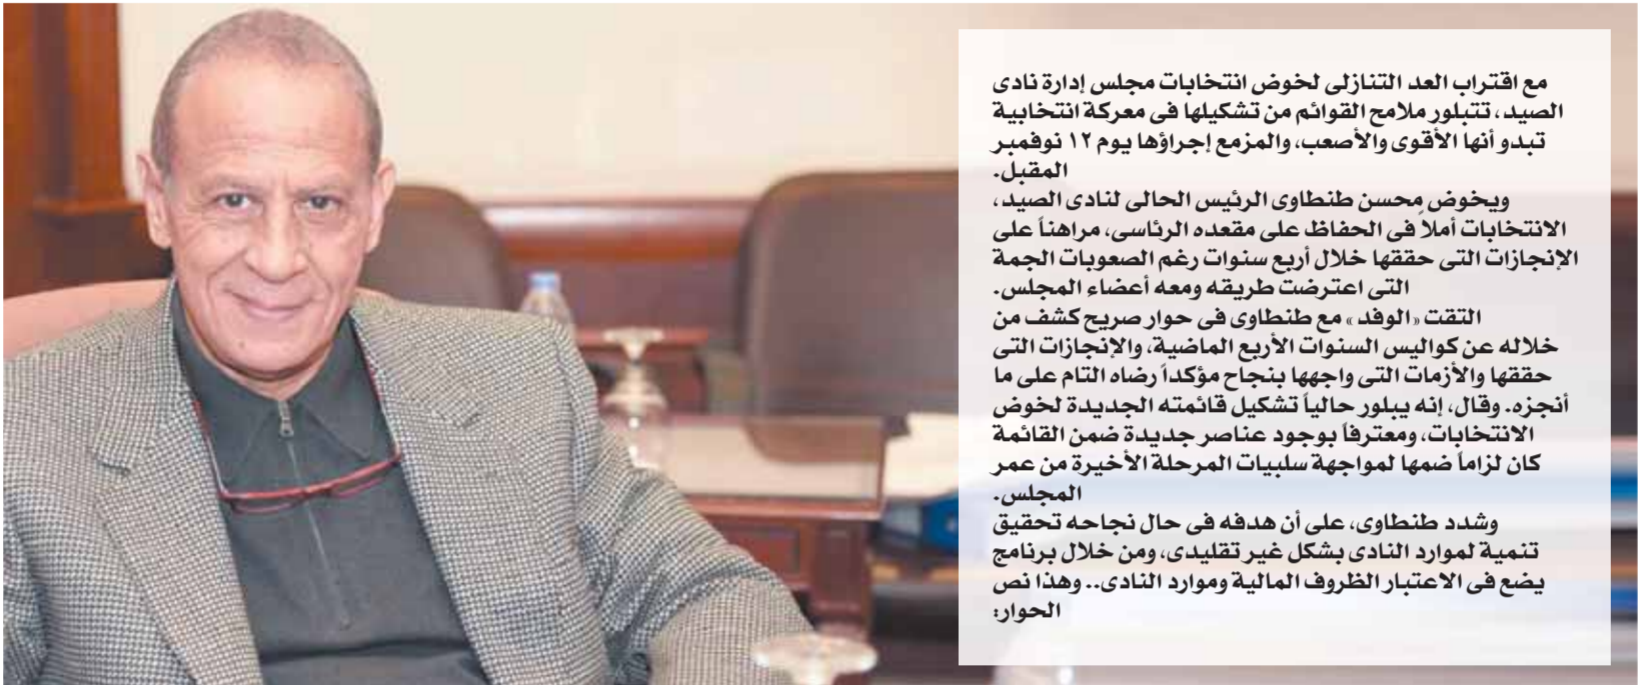 مع اقتراب العد التنازلى لخوض انتخابات مجلس إدارة نادى
الصيد، تتبلور ملامح القوائم من تشكيلها فى معركة انتخابية
تبدو أنها الأقوى والأصعب، والمزمع إجراؤها يوم ١٢ نوفمبر
المقبل.
ويخوض محسن طنطاوى الرئيس الحالى لنادى الصيد،
الانتخابات أملاً فى الحفاظ على مقعده الرئاسى، مراهناً على
الإنجازات التى حققها خلال أربع سنوات رغم الصعوبات الجمة
التى اعترضت طريقه ومعه أعضاء المجلس.
التقت «الوفد» مع طنطاوى فى حوار صريح كشف من
خلاله عن كواليس السنوات الأربع الماضية، والإنجازات التى
حققها والأزمات التى واجهها بنجاح مؤكداً رضاه التام على ما
أنجزه. وقال، إنه يبلور حالياً تشكيل قائمته الجديدة لخوض
الانتخابات، ومعترفاً بوجود عناصر جديدة ضمن القائمة
كان لزاماً ضمها لمواجهة سلبيات المرحلة الأخيرة من عمر
المجلس.
وشدد طنطاوى، على أن هدفه فى حال نجاحه تحقيق
تنمية لموارد النادى بشكل غير تقليدى، ومن خلال برنامج
يضع فى الاعتبار الظروف المالية وموارد النادى.. وهذا نص
الحوار: